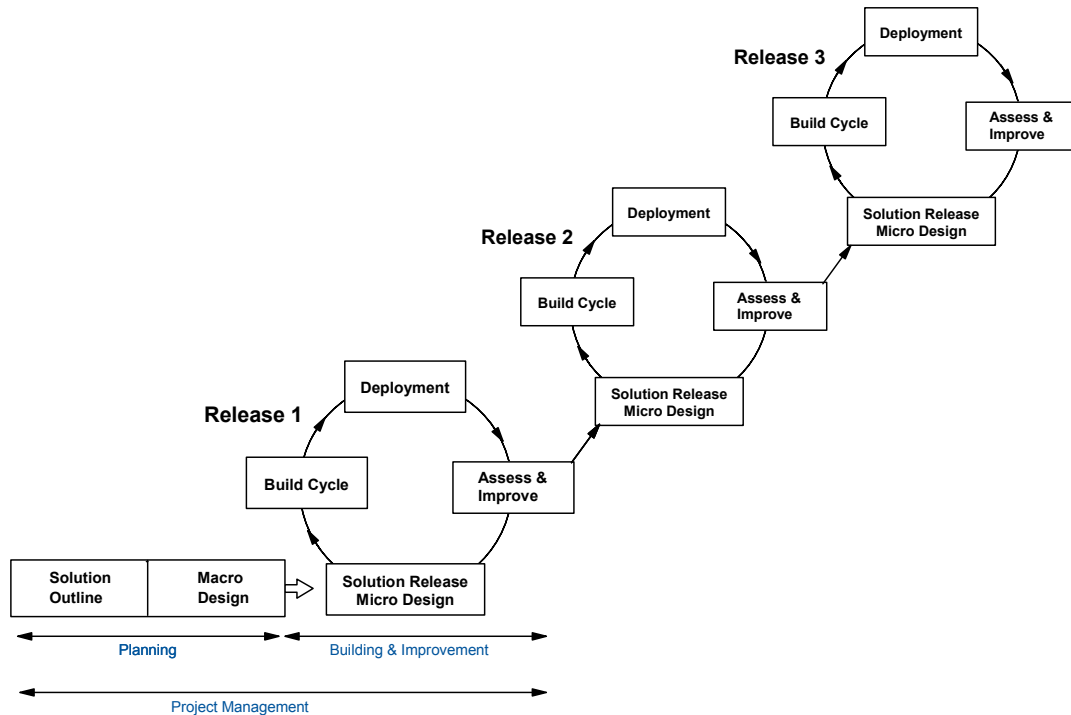 Deployment
Release 3
Build Cycle
Assess &
Improve
Solution Release
Micro Design
Deployment
Release 2
Build Cycle
Assess &
Improve
Solution Release
Micro Design
Deployment
Release 1
Build Cycle
Assess &
Improve
Solution Release
Micro Design
Solution
Outline
Macro
Design
Planning
Building & Improvement
Project Management